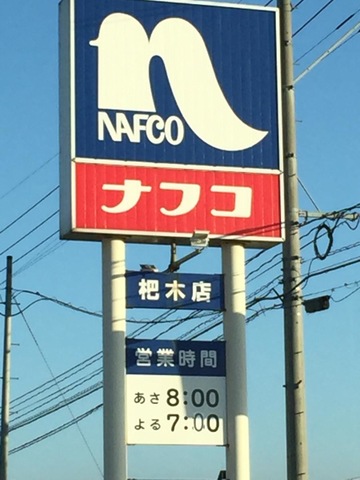 NAFCO
ナフコ
杷木店
営業時間
あさ 8:00
よる 7:00